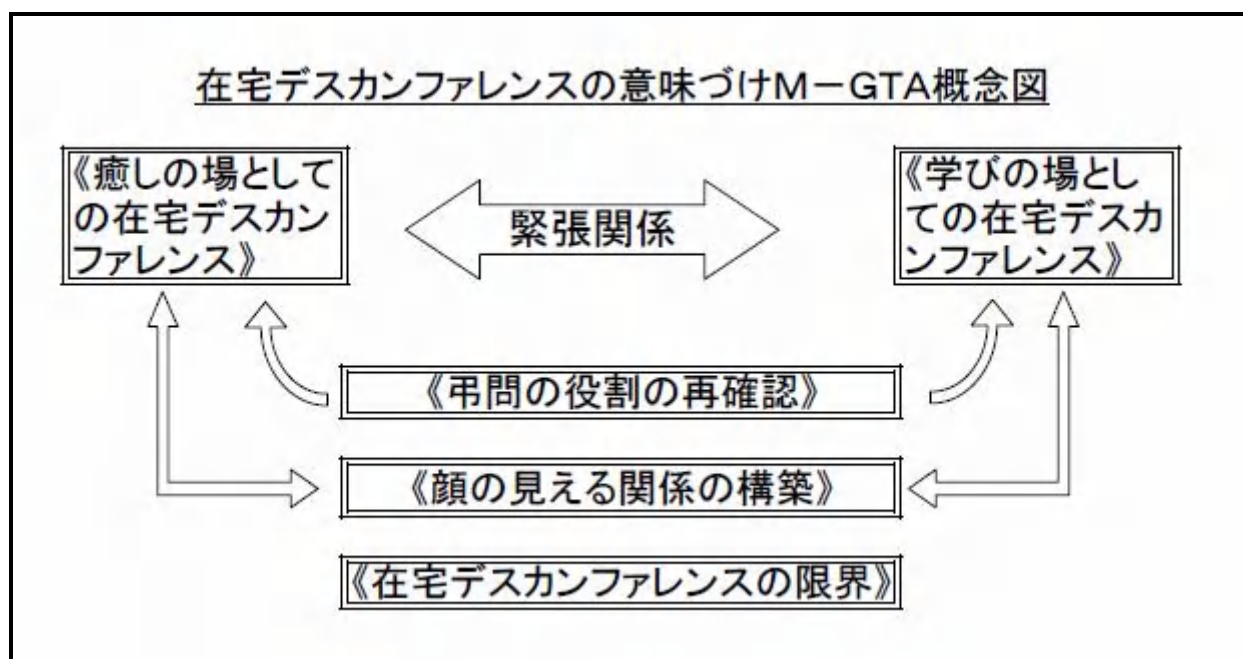 在宅デスカンファレンスの意味づけM－GTA概念図
《癒しの場として
の在宅デスカン
ファレンス》
緊張関係
《学びの場とし
ての在宅デスカ
ンファレンス》
《弔問の役割の再確認》
《顔の見える関係の構築》
《在宅デスカンファレンスの限界》